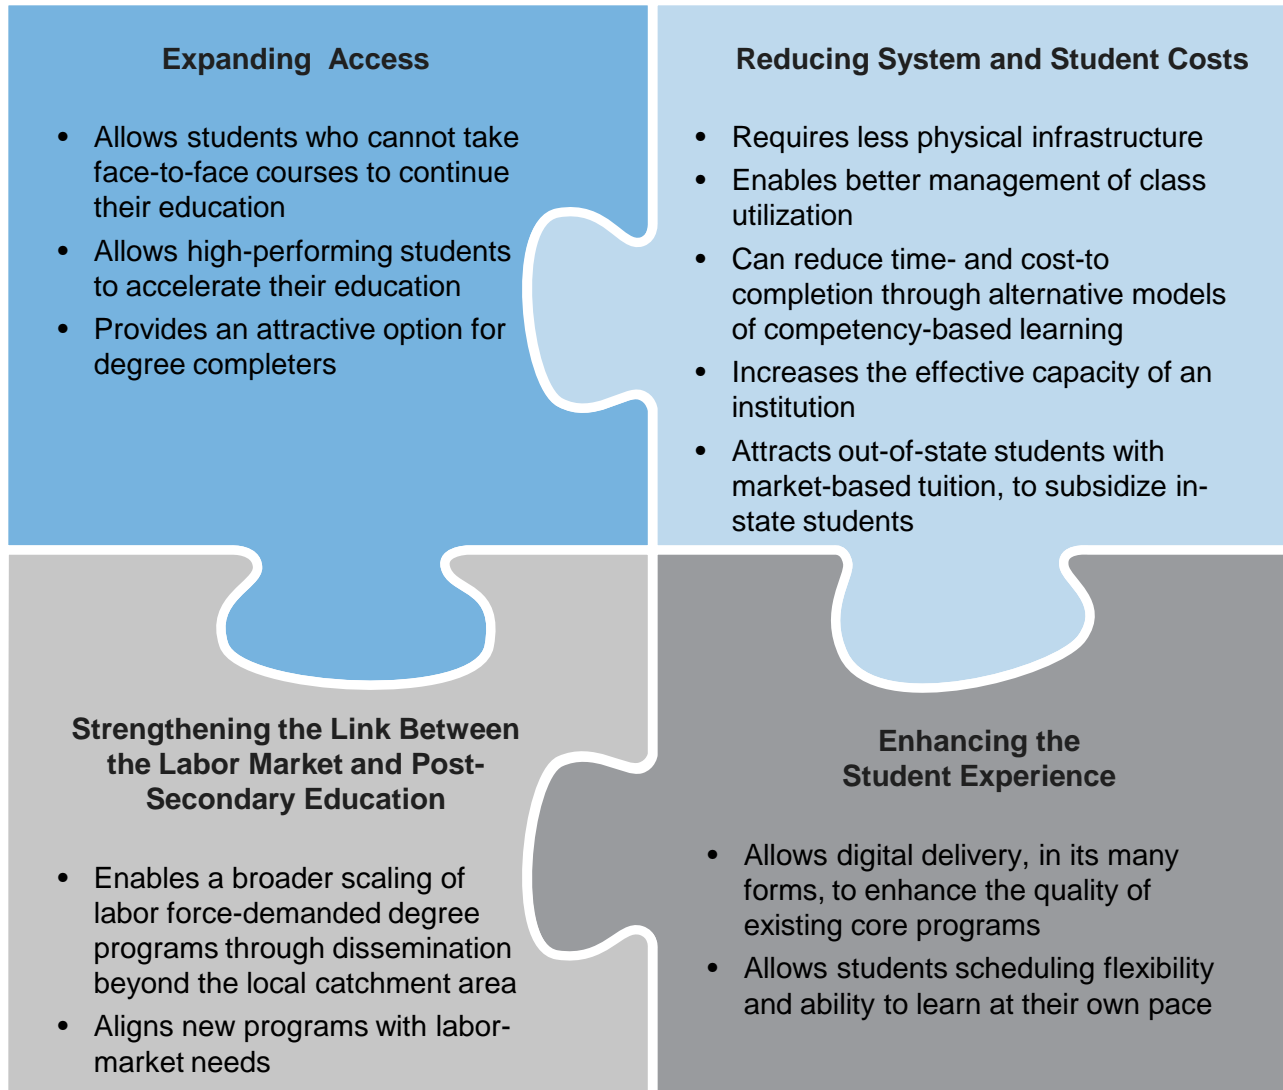 Expanding Access
• Allows students who cannot take
face-to-face courses to continue
their education
• Allows high-performing students
to accelerate their education
• Provides an attractive option for
degree completers
Reducing System and Student Costs
• Requires less physical infrastructure
• Enables better management of class
utilization
• Can reduce time- and cost-to
completion through alternative models
of competency-based learning
• Increases the effective capacity of an
institution
• Attracts out-of-state students with
market-based tuition, to subsidize in-
state students
Strengthening the Link Between
the Labor Market and Post-
Secondary Education
• Enables a broader scaling of
labor force-demanded degree
programs through dissemination
beyond the local catchment area
• Aligns new programs with labor-
market needs
Enhancing the
Student Experience
• Allows digital delivery, in its many
forms, to enhance the quality of
existing core programs
• Allows students scheduling flexibility
and ability to learn at their own pace